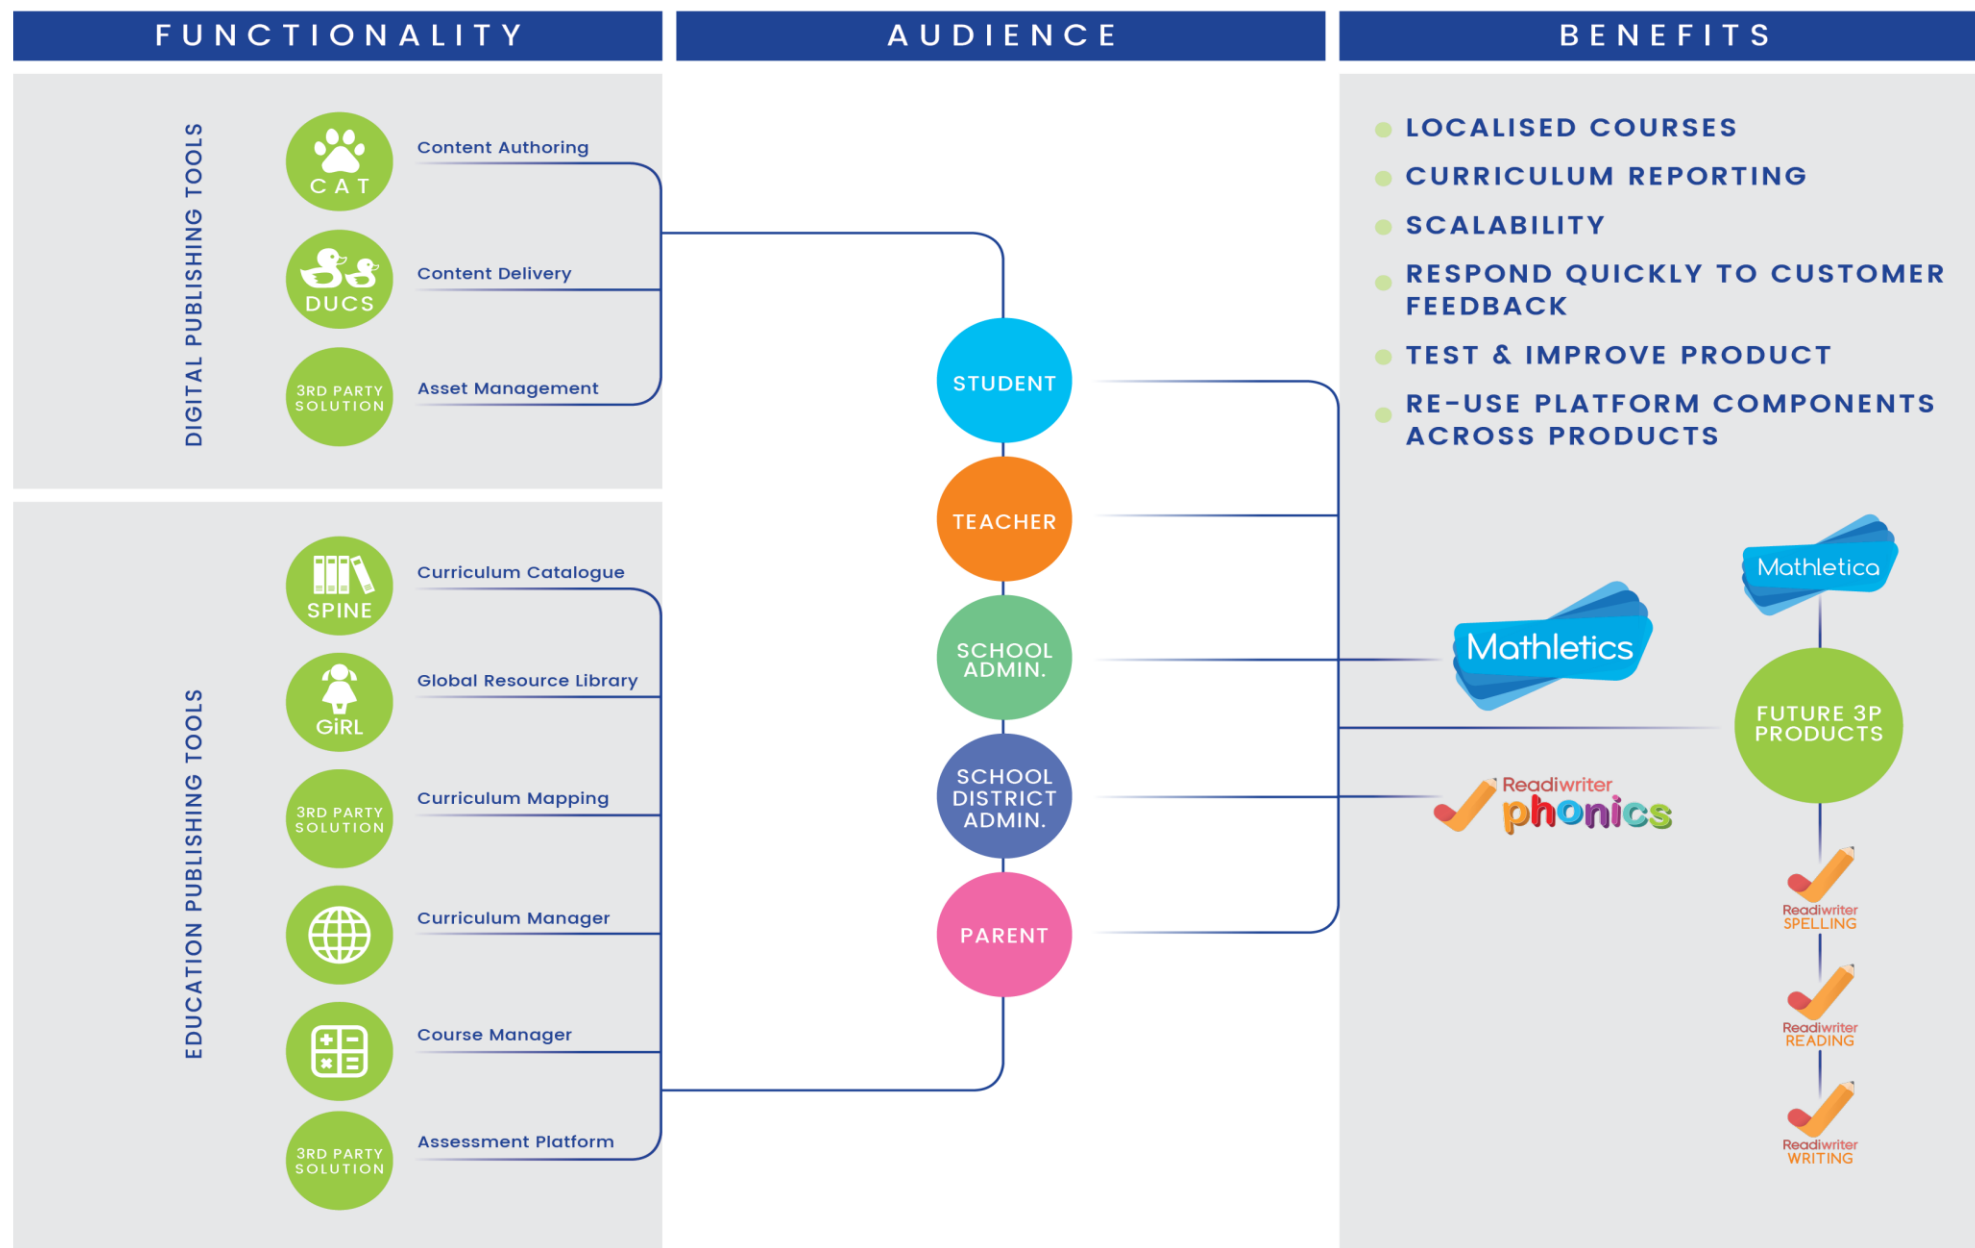 FUNCTIONALITY
AUDIENCE
BENEFITS
DIGITAL PUBLISHING TOOLS
CAT
Content Authoring
DUCS
Content Delivery
3RD PARTY
SOLUTION
Asset Management
EDUCATION PUBLISHING TOOLS
SPINE
Curriculum Catalogue
GiRL
Global Resource Library
3RD PARTY
SOLUTION
Curriculum Mapping
Curriculum Manager
Course Manager
3RD PARTY
SOLUTION
Assessment Platform
STUDENT
TEACHER
SCHOOL
ADMIN.
SCHOOL
DISTRICT
ADMIN.
PARENT
LOCALISED COURSES
CURRICULUM REPORTING
SCALABILITY
RESPOND QUICKLY TO CUSTOMER
FEEDBACK
TEST & IMPROVE PRODUCT
RE-USE PLATFORM COMPONENTS
ACROSS PRODUCTS
Mathletica
Mathletics
FUTURE 3P
PRODUCTS
Readiwriter
phonics
Readiwriter
SPELLING
Readiwriter
READING
Readiwriter
WRITING